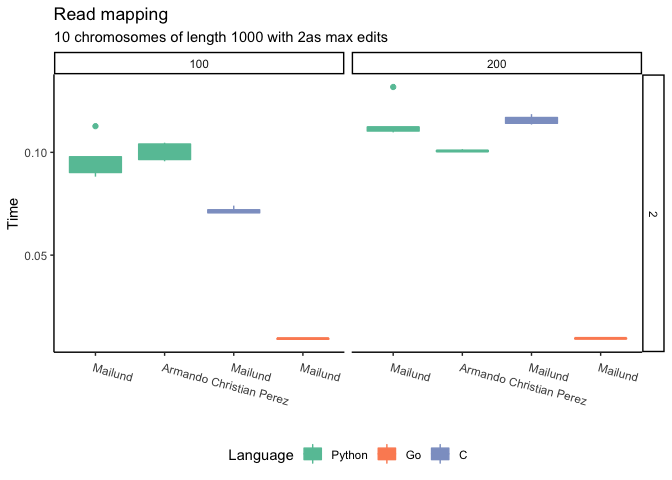 Read mapping
10 chromosomes of length 1000 with 2as max edits
100 200
2
Time
0.10
0.05
Mailund Armando Christian Perez Mailund Mailund Mailund Armando Christian Perez Mailund Mailund
Language Python Go C